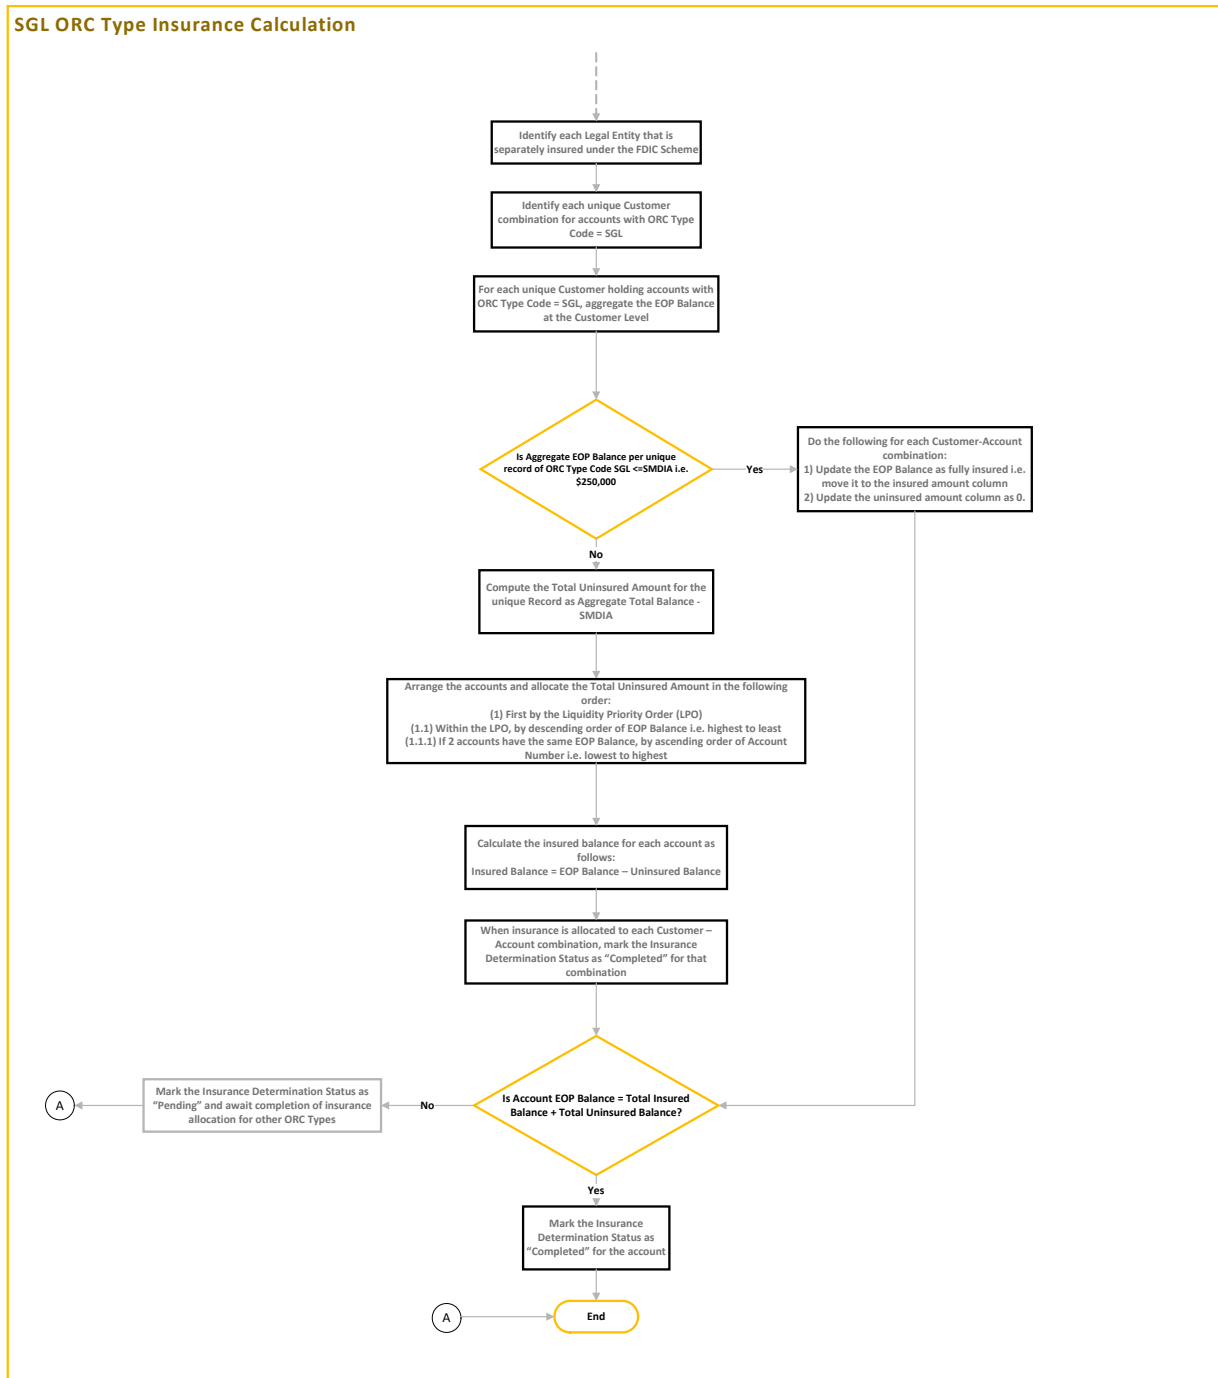 SGL ORC Type Insurance Calculation
Identify each Legal Entity that is
separately insured under the FDIC Scheme
Identify each unique Customer
combination for accounts with ORC Type
Code = SGL
For each unique Customer holding accounts with
ORC Type Code = SGL, aggregate the EOP Balance
at the Customer Level
Is Aggregate EOP Balance per unique
record of ORC Type Code SGL <=SMDIA i.e.
$250,000
Yes
Do the following for each Customer-Account
combination:
1) Update the EOP Balance as fully insured i.e.
move it to the insured amount column
2) Update the uninsured amount column as 0.
No
Compute the Total Uninsured Amount for the
unique Record as Aggregate Total Balance -
SMDIA
Arrange the accounts and allocate the Total Uninsured Amount in the following
order:
(1) First by the Liquidity Priority Order (LPO)
(1.1) Within the LPO, by descending order of EOP Balance i.e. highest to least
(1.1.1) If 2 accounts have the same EOP Balance, by ascending order of Account
Number i.e. lowest to highest
Calculate the insured balance for each account as
follows:
Insured Balance = EOP Balance – Uninsured Balance
When insurance is allocated to each Customer –
Account combination, mark the Insurance
Determination Status as “Completed” for that
combination
Is Account EOP Balance = Total Insured
Balance + Total Uninsured Balance?
No
Mark the Insurance Determination Status as
“Pending” and await completion of insurance
allocation for other ORC Types
A
Yes
Mark the Insurance
Determination Status as
“Completed” for the account
A
End